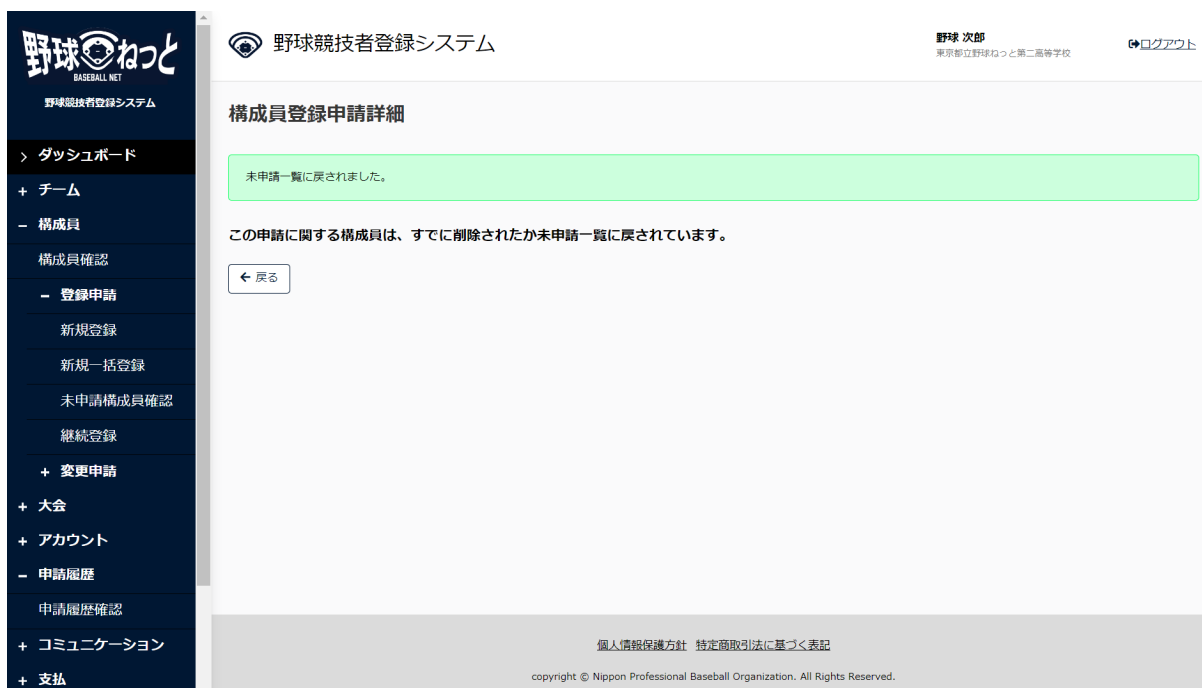 野球ねっと
BASEBALL NET
野球競技者登録システム
> ダッシュボード
+ チーム
− 構成員
構成員確認
− 登録申請
新規登録
新規一括登録
未申請構成員確認
継続登録
+ 変更申請
+ 大会
+ アカウント
− 申請履歴
申請履歴確認
+ コミュニケーション
+ 支払
野球競技者登録システム
野球 次郎
東京都立野球ねっと第二高等学校
ログアウト
構成員登録申請詳細
未申請一覧に戻されました。
この申請に関する構成員は、すでに削除されたか未申請一覧に戻されています。
← 戻る
個人情報保護方針 特定商取引法に基づく表記
copyright © Nippon Professional Baseball Organization. All Rights Reserved.